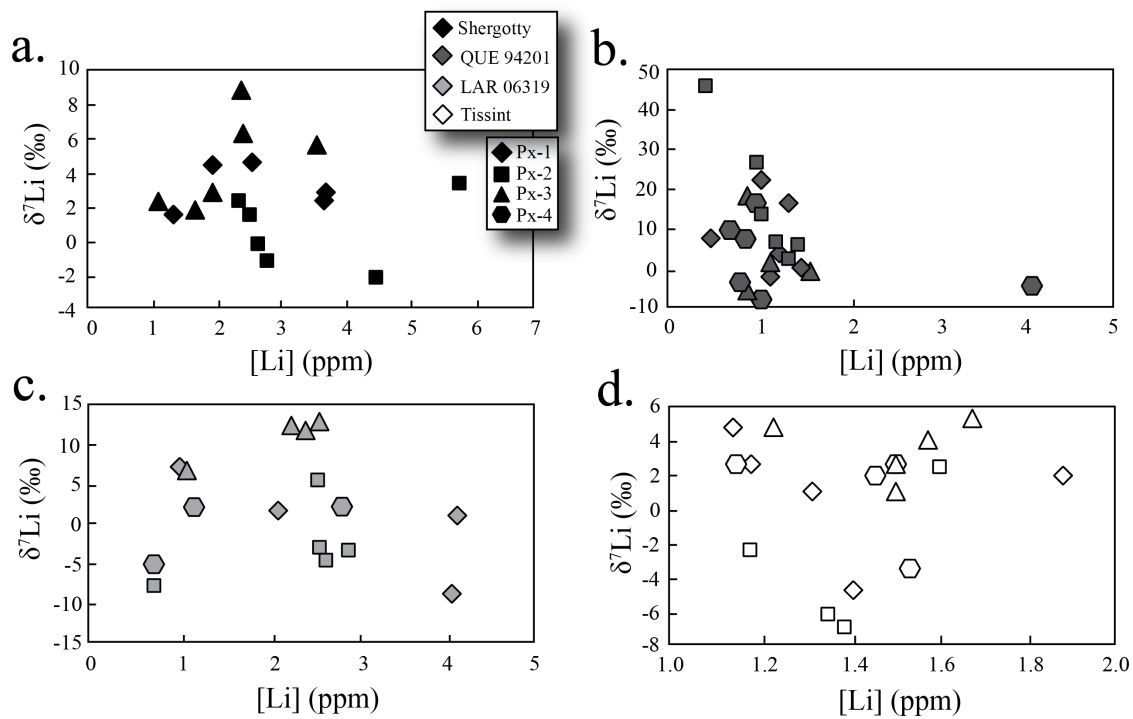 a.
Shergotty
QUE 94201
LAR 06319
Tissint
Px-1
Px-2
Px-3
Px-4
10
8
6
4
2
0
-2
-4
δ⁷Li (‰)
0 1 2 3 4 5 6 7
[Li] (ppm)
b.
50
40
30
20
10
0
-10
δ⁷Li (‰)
0 1 2 3 4 5
[Li] (ppm)
c.
15
10
5
0
-5
-10
-15
δ⁷Li (‰)
0 1 2 3 4 5
[Li] (ppm)
d.
6
4
2
0
-2
-4
-6
-8
δ⁷Li (‰)
1.0 1.2 1.4 1.6 1.8 2.0
[Li] (ppm)